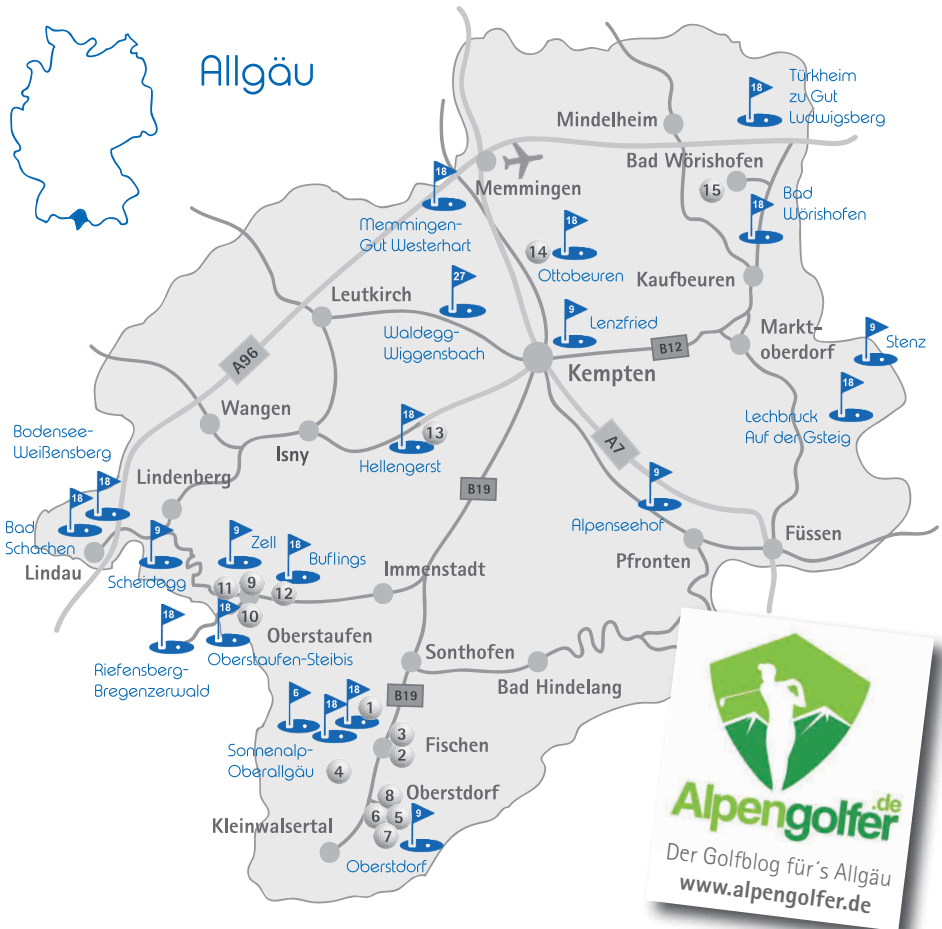 Allgäu
18
Türkheim
zu Gut
Ludwigsberg
Mindelheim
Bad Wörishofen
15
Memmingen
18
Memmingen-
Gut Westerhart
18
Bad
Wörishofen
18
14
Ottobeuren
Kaufbeuren
27
Waldegg-
Wiggensbach
Leutkirch
9
Lenzfried
B12
Markt-
oberdorf
9
Stenz
A96
Kempten
18
Lechbruck
Auf der Gsteig
Wangen
Isny
18
13
Hellengerst
A7
Bodensee-
Weißensberg
18
18
Bad
Schachen
Lindau
Lindenberg
B19
9
Alpenseehof
Pfronten
Füssen
9
Scheidegg
9
Zell
18
Buflings
Immenstadt
11
9
12
10
18
Riefensberg-
Bregenzerwald
18
Oberstaufen-Steibis
Oberstaufen
Sonthofen
Bad Hindelang
B19
6
18
18
1
Sonnenalp-
Oberallgäu
3
2
Fischen
4
8
Oberstdorf
6
5
7
9
Oberstdorf
Kleinwalsertal
Alpengolfer.de
Der Golfblog für´s Allgäu
www.alpengolfer.de